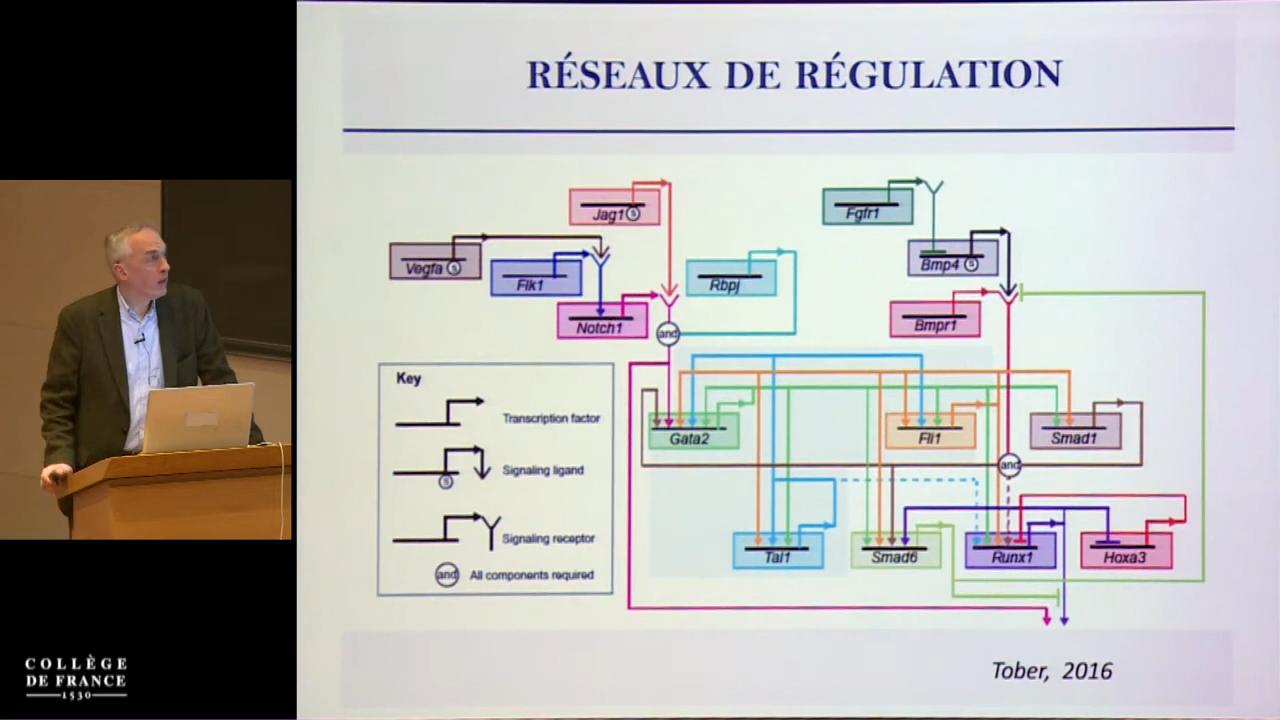 RÉSEAUX DE RÉGULATION
Jag1 S
Fgfr1
Vegfa S
Flk1
Rbpj
Bmp4 S
Notch1
and
Bmpr1
Key
Transcription factor
Signaling ligand
S
Signaling receptor
and All components required
Gata2
Fli1
Smad1
and
Tal1
Smad6
Runx1
Hoxa3
Tober, 2016
COLLÈGE
DE FRANCE
1530